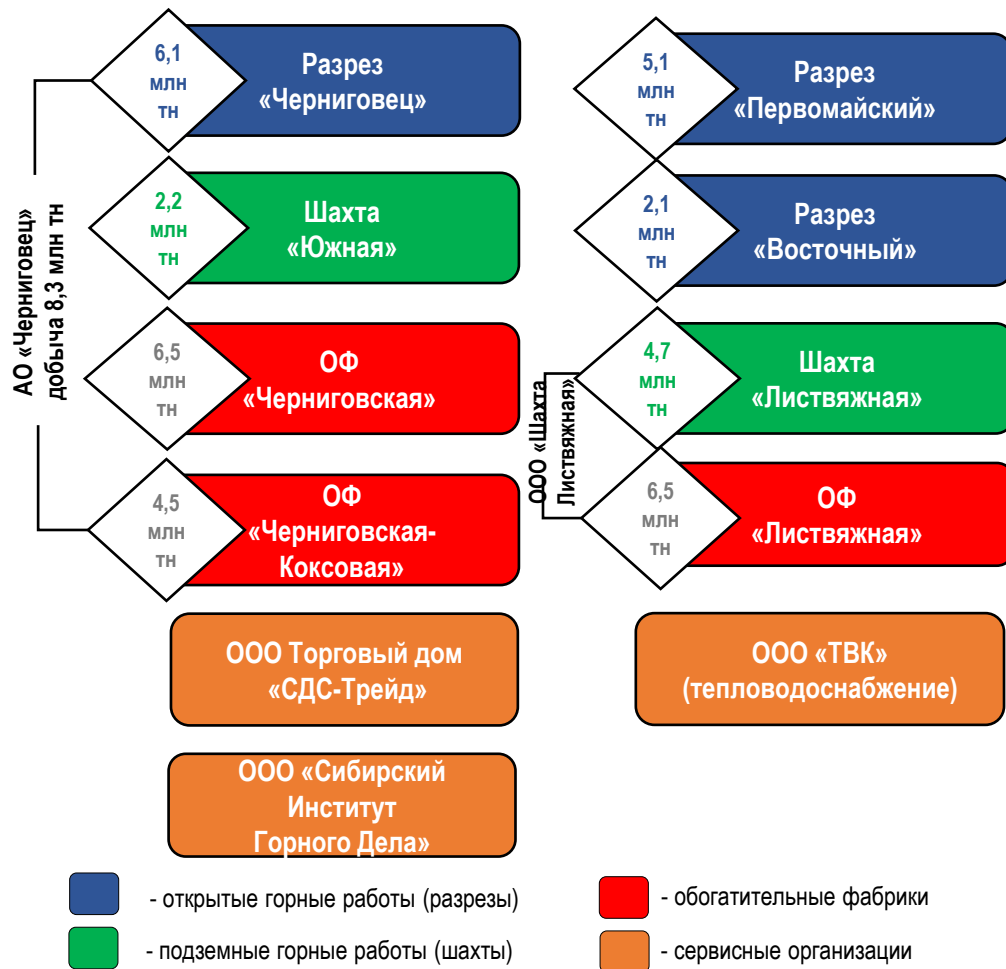 АО «Черниговец»
добыча 8,3 млн тн
6,1
млн
тн
Разрез
«Черниговец»
2,2
млн
тн
Шахта
«Южная»
6,5
млн
тн
ОФ
«Черниговская»
4,5
млн
тн
ОФ
«Черниговская-
Коксовая»
ООО Торговый дом
«СДС-Трейд»
ООО «Сибирский
Институт
Горного Дела»
5,1
млн
тн
Разрез
«Первомайский»
2,1
млн
тн
Разрез
«Восточный»
ООО «Шахта
Листвяжная»
4,7
млн
тн
Шахта
«Листвяжная»
6,5
млн
тн
ОФ
«Листвяжная»
ООО «ТВК»
(тепловодоснабжение)
- открытые горные работы (разрезы)
- подземные горные работы (шахты)
- обогатительные фабрики
- сервисные организации